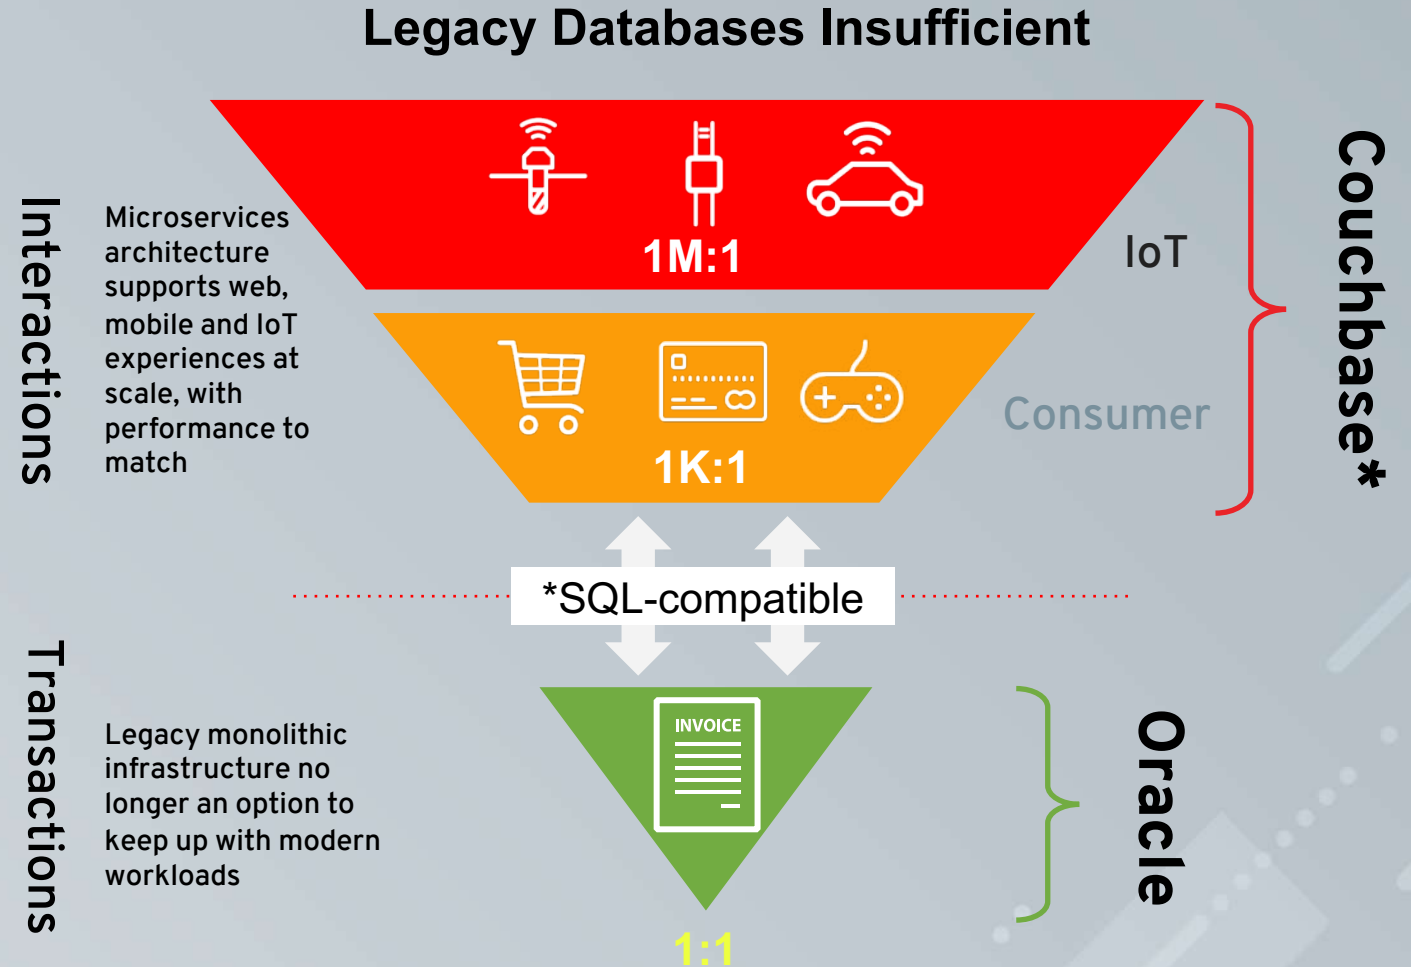 Legacy Databases Insufficient
Interactions
Microservices
architecture
supports web,
mobile and IoT
experiences at
scale, with
performance to
match
1M:1
IoT
1K:1
Consumer
Couchbase*
*SQL-compatible
Transactions
Legacy monolithic
infrastructure no
longer an option to
keep up with modern
workloads
INVOICE
1:1
Oracle